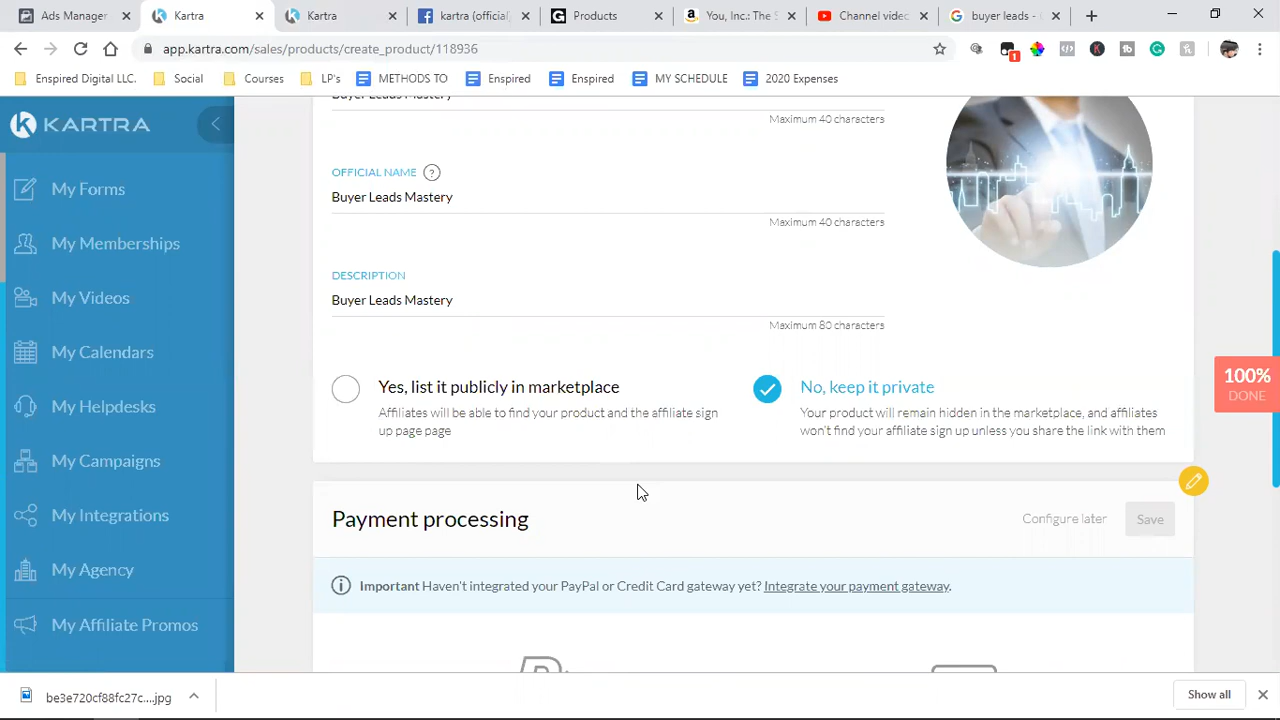 Ads Manager
Kartra
Kartra
kartra (official
Products
You, Inc.: The S
Channel video
buyer leads - G
app.kartra.com/sales/products/create_product/118936
1
Enspired Digital LLC.
Social
Courses
LP's
METHODS TO
Enspired
Enspired
MY SCHEDULE
2020 Expenses
KARTRA
My Forms
My Memberships
My Videos
My Calendars
My Helpdesks
My Campaigns
My Integrations
My Agency
My Affiliate Promos
Buyer Leads Mastery
Maximum 40 characters
OFFICIAL NAME ?
Buyer Leads Mastery
Maximum 40 characters
DESCRIPTION
Buyer Leads Mastery
Maximum 80 characters
Yes, list it publicly in marketplace
Affiliates will be able to find your product and the affiliate sign
up page page
No, keep it private
Your product will remain hidden in the marketplace, and affiliates
won't find your affiliate sign up unless you share the link with them
100%
DONE
Payment processing
Configure later
Save
Important Haven't integrated your PayPal or Credit Card gateway yet? Integrate your payment gateway.
be3e720cf88fc27c....jpg
Show all